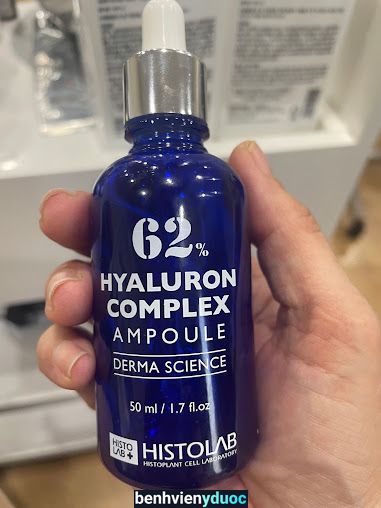 62%
HYALURON
COMPLEX
AMPOULE
DERMA SCIENCE
50 ml / 1.7 fl.oz
HISTO
LAB +
HISTOLAB
HISTOPLANT CELL LABORATORY
benhvienyduoc